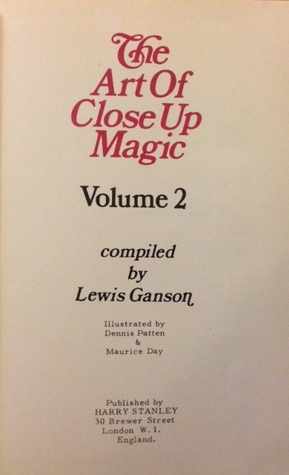 The
Art Of
Close Up
Magic
Volume 2
compiled
by
Lewis Ganson
Illustrated by
Dennis Patten
&
Maurice Day
Published by
HARRY STANLEY
30 Brewer Street
London W. 1.
England.